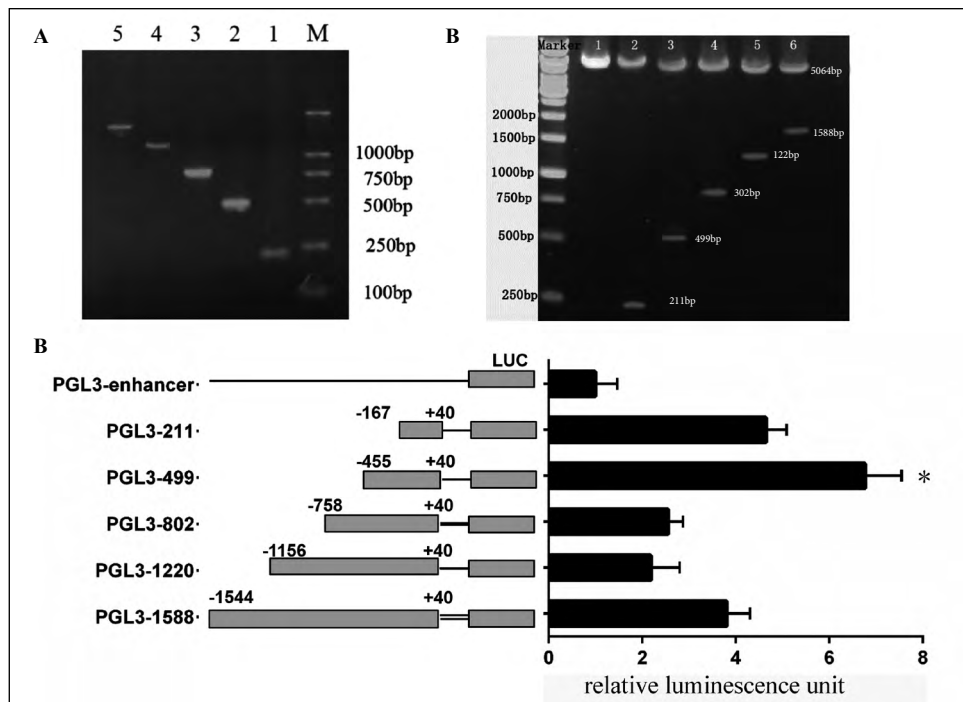 A
5 4 3 2 1 M
1000bp
750bp
500bp
250bp
100bp
B
Marker 1 2 3 4 5 6
5064bp
2000bp
1588bp
1500bp
122bp
1000bp
302bp
750bp
499bp
500bp
250bp
211bp
B
LUC
PGL3-enhancer
-167 +40
PGL3-211
-455 +40
PGL3-499
*
-758 +40
PGL3-802
-1156 +40
PGL3-1220
-1544 +40
PGL3-1588
0 2 4 6 8
relative luminescence unit